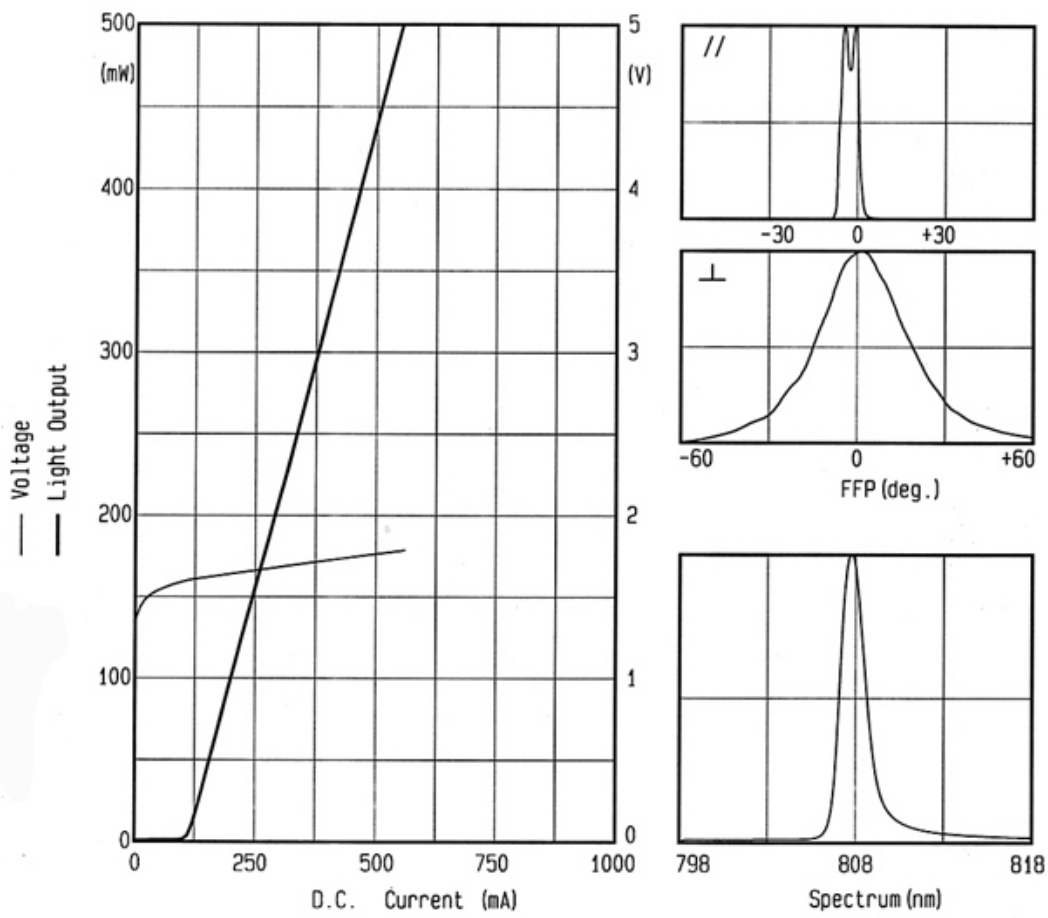 500
(mW)
400
300
200
100
0
5
(V)
4
3
2
1
0
0 250 500 750 1000
D.C. Current (mA)
Voltage
Light Output
//
-30 0 +30
⊥
-60 0 +60
FFP (deg.)
798 808 818
Spectrum (nm)